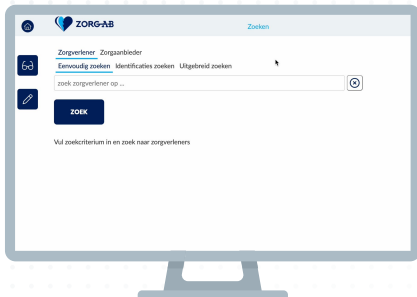 ZORG-AB
Zoeken
Zorgverlener Zorgaanbieder
Eenvoudig zoeken Identificaties zoeken Uitgebreid zoeken
zoek zorgverlener op ...
ZOEK
Vul zoekcriterium in en zoek naar zorgverleners